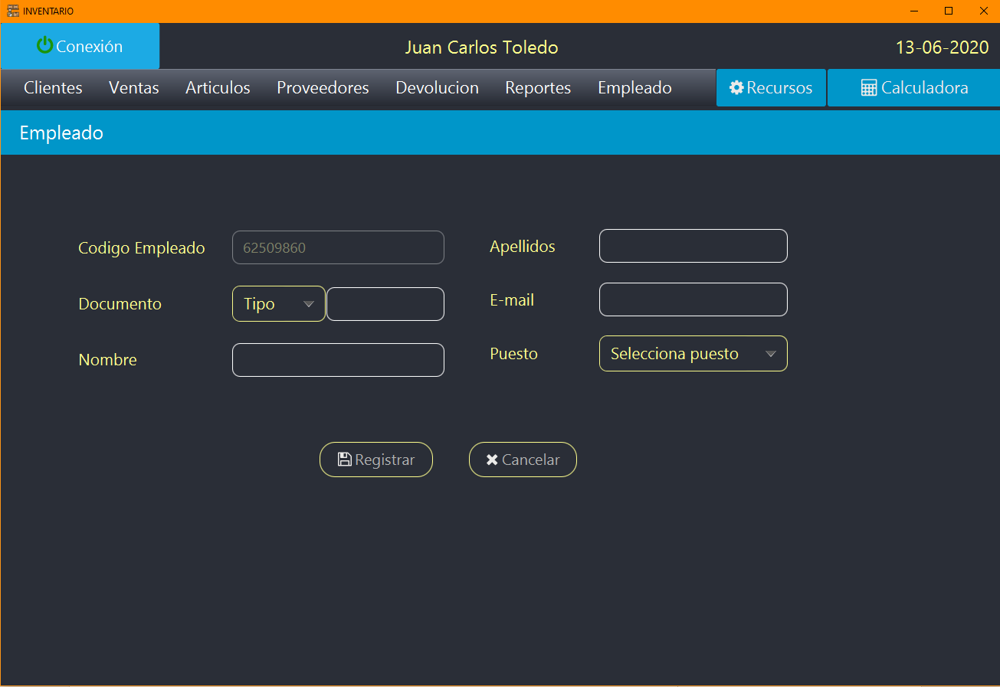 INVENTARIO
Conexión
Juan Carlos Toledo
13-06-2020
Clientes Ventas Articulos Proveedores Devolucion Reportes Empleado Recursos Calculadora
Empleado
Codigo Empleado 62509860
Apellidos
Documento Tipo
E-mail
Nombre
Puesto Selecciona puesto
Registrar Cancelar